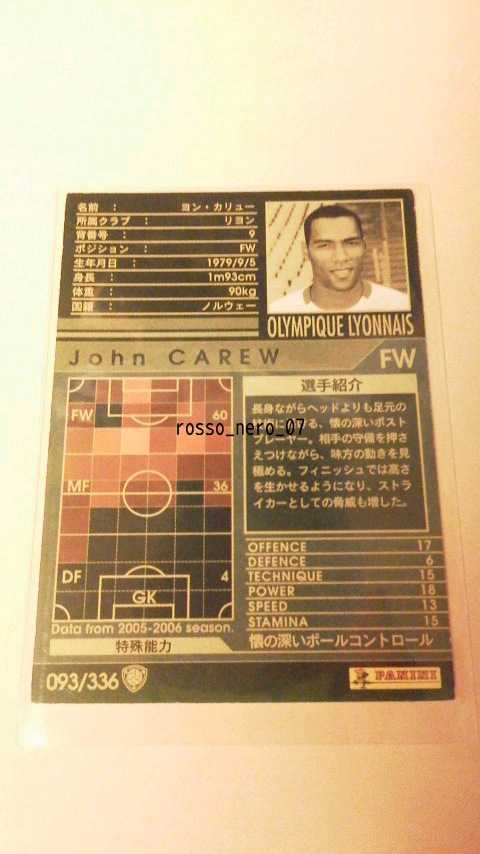 名前 : ヨン・カリュー
所属クラブ : リヨン
背番号 : 9
ポジション : FW
生年月日 : 1979/9/5
身長 : 1m93cm
体重 : 90kg
国籍 : ノルウェー
OLYMPIQUE LYONNAIS
John CAREW FW
FW 60
MF 36
DF 4
GK
Data from 2005-2006 season.
特殊能力
選手紹介
長身ながらヘッドよりも足元の
る、懐の深いポスト
rosso_nero_07
プレーヤー。相手の守備を押さ
えつけながら、味方の動きを見
極める。フィニッシュでは高さ
を生かせるようになり、ストラ
イカーとしての脅威も増した。
OFFENCE 17
DEFENCE 6
TECHNIQUE 15
POWER 18
SPEED 13
STAMINA 15
懐の深いボールコントロール
093/336
PANINI